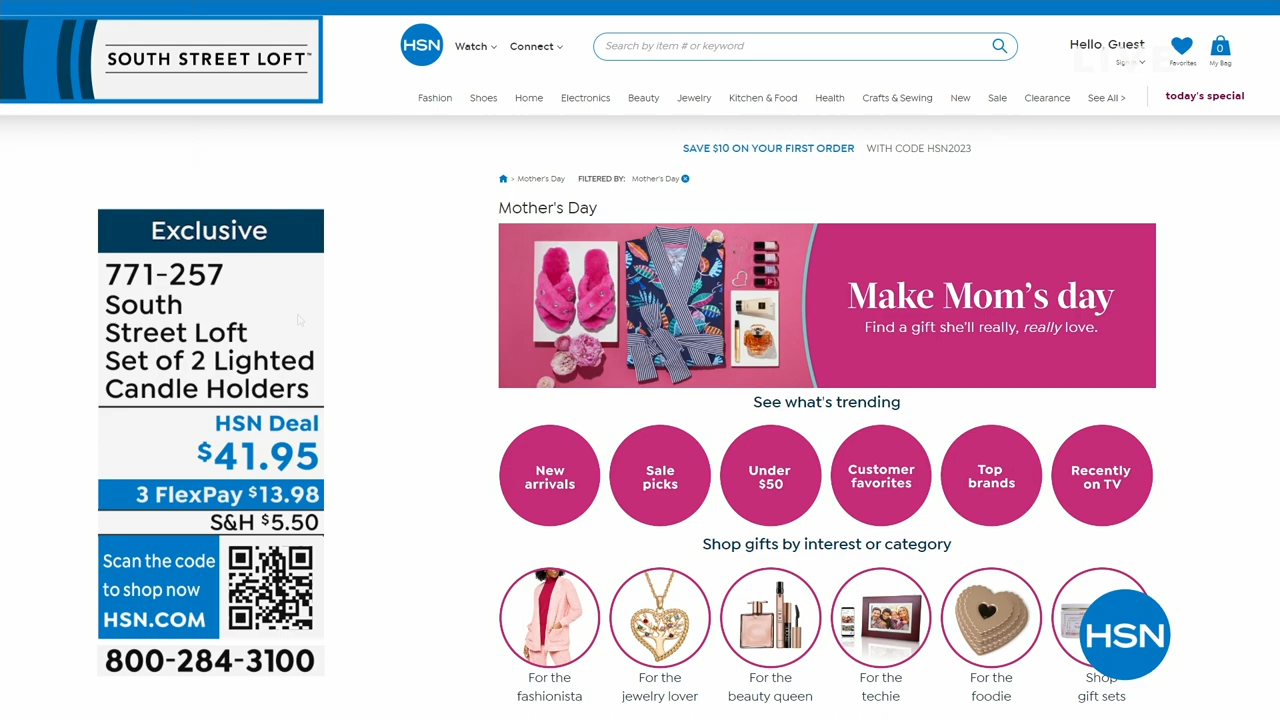 SOUTH STREET LOFT™
HSN
Watch
Connect
Search by item # or keyword
Hello, Guest
Sign In
Favorites
0
My Bag
LIVE
Fashion
Shoes
Home
Electronics
Beauty
Jewelry
Kitchen & Food
Health
Crafts & Sewing
New
Sale
Clearance
See All >
today's special
SAVE $10 ON YOUR FIRST ORDER WITH CODE HSN2023
> Mother's Day FILTERED BY: Mother's Day
Mother's Day
Make Mom's day
Find a gift she'll really, really love.
See what's trending
New
arrivals
Sale
picks
Under
$50
Customer
favorites
Top
brands
Recently
on TV
Shop gifts by interest or category
For the
fashionista
For the
jewelry lover
For the
beauty queen
For the
techie
For the
foodie
Shop
gift sets
HSN
Exclusive
771-257
South
Street Loft
Set of 2 Lighted
Candle Holders
HSN Deal
$41.95
3 FlexPay $13.98
S&H $5.50
Scan the code
to shop now
HSN.COM
800-284-3100